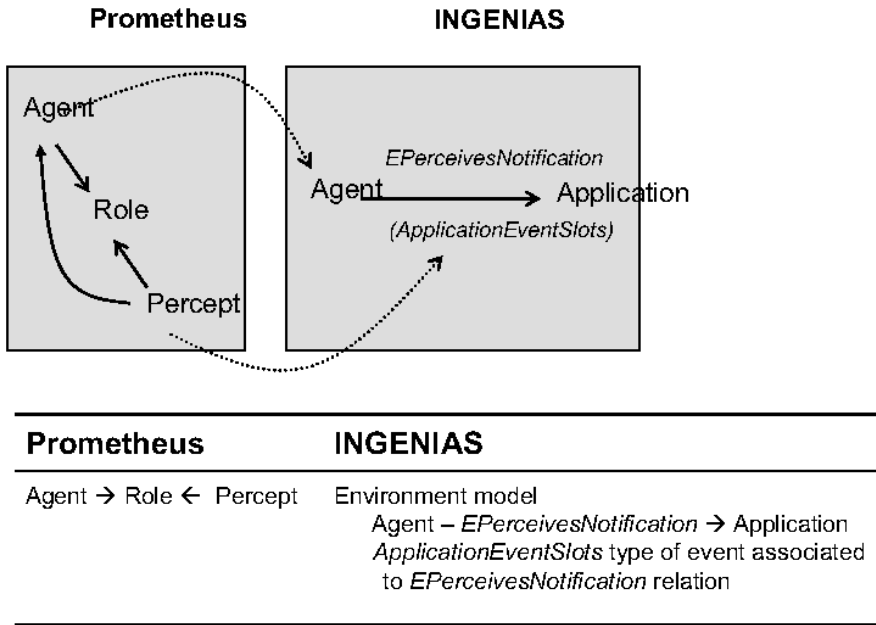 Prometheus INGENIAS
Agent
EPerceivesNotification
Agent Application
Role
(ApplicationEventSlots)
Percept
Prometheus INGENIAS
Agent → Role ← Percept Environment model
Agent – EPerceivesNotification → Application
ApplicationEventSlots type of event associated
to EPerceivesNotification relation